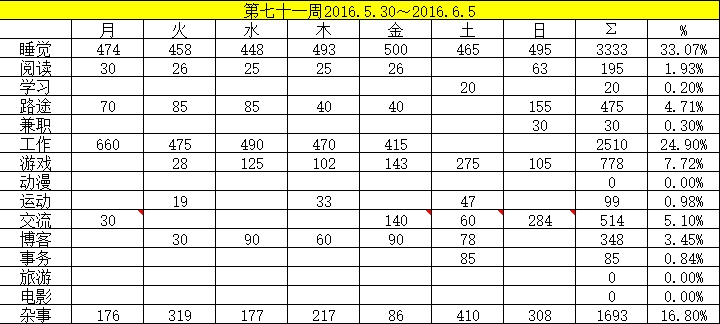 第七十一周2016.5.30～2016.6.5
月 火 水 木 金 土 日 Σ %
睡觉 474 458 448 493 500 465 495 3333 33.07%
阅读 30 26 25 25 26 63 195 1.93%
学习 20 20 0.20%
路途 70 85 85 40 40 155 475 4.71%
兼职 30 30 0.30%
工作 660 475 490 470 415 2510 24.90%
游戏 28 125 102 143 275 105 778 7.72%
动漫 0 0.00%
运动 19 33 47 99 0.98%
交流 30 140 60 284 514 5.10%
博客 30 90 60 90 78 348 3.45%
事务 85 85 0.84%
旅游 0 0.00%
电影 0 0.00%
杂事 176 319 177 217 86 410 308 1693 16.80%